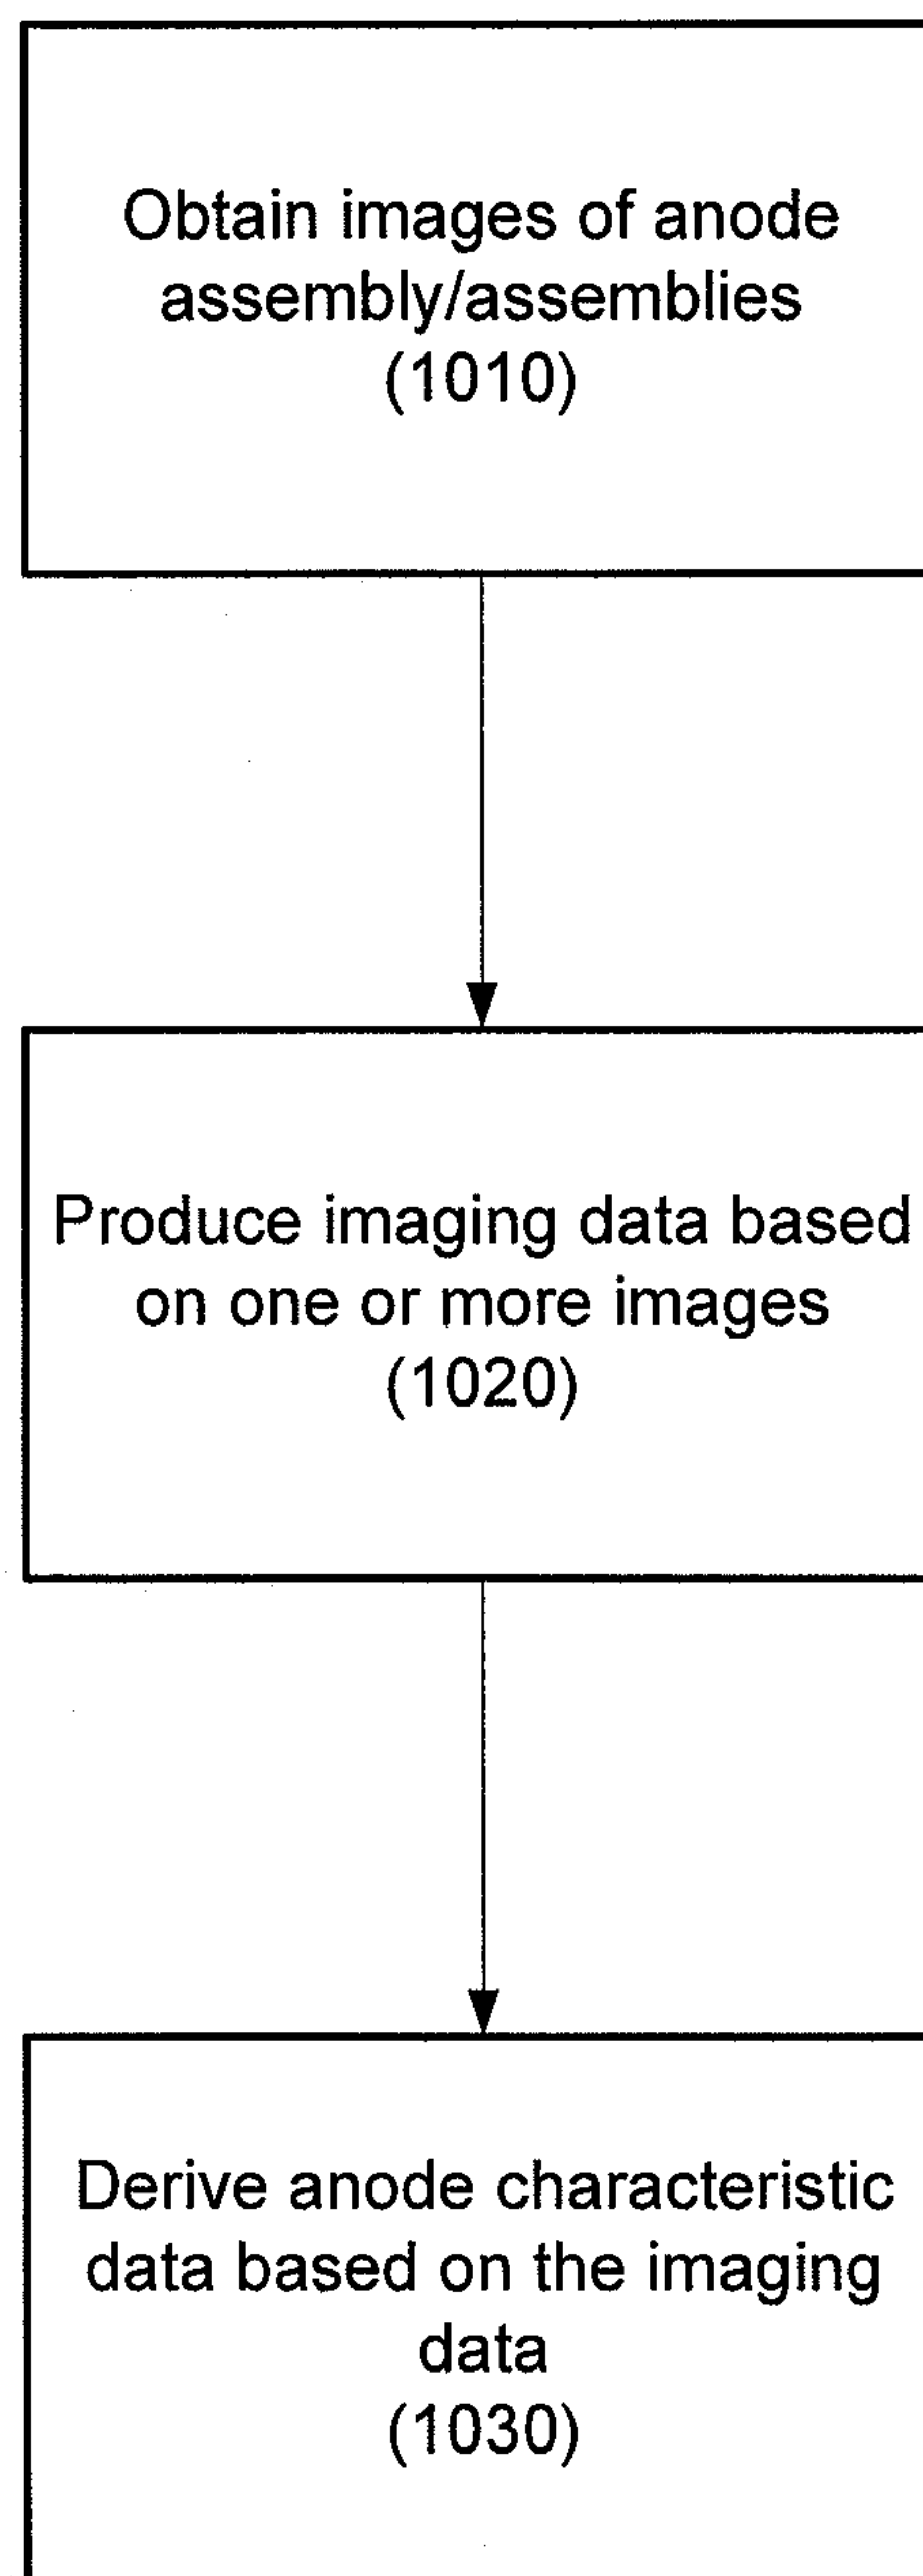 Obtain images of anode
assembly/assemblies
(1010)
Produce imaging data based
on one or more images
(1020)
Derive anode characteristic
data based on the imaging
data
(1030)